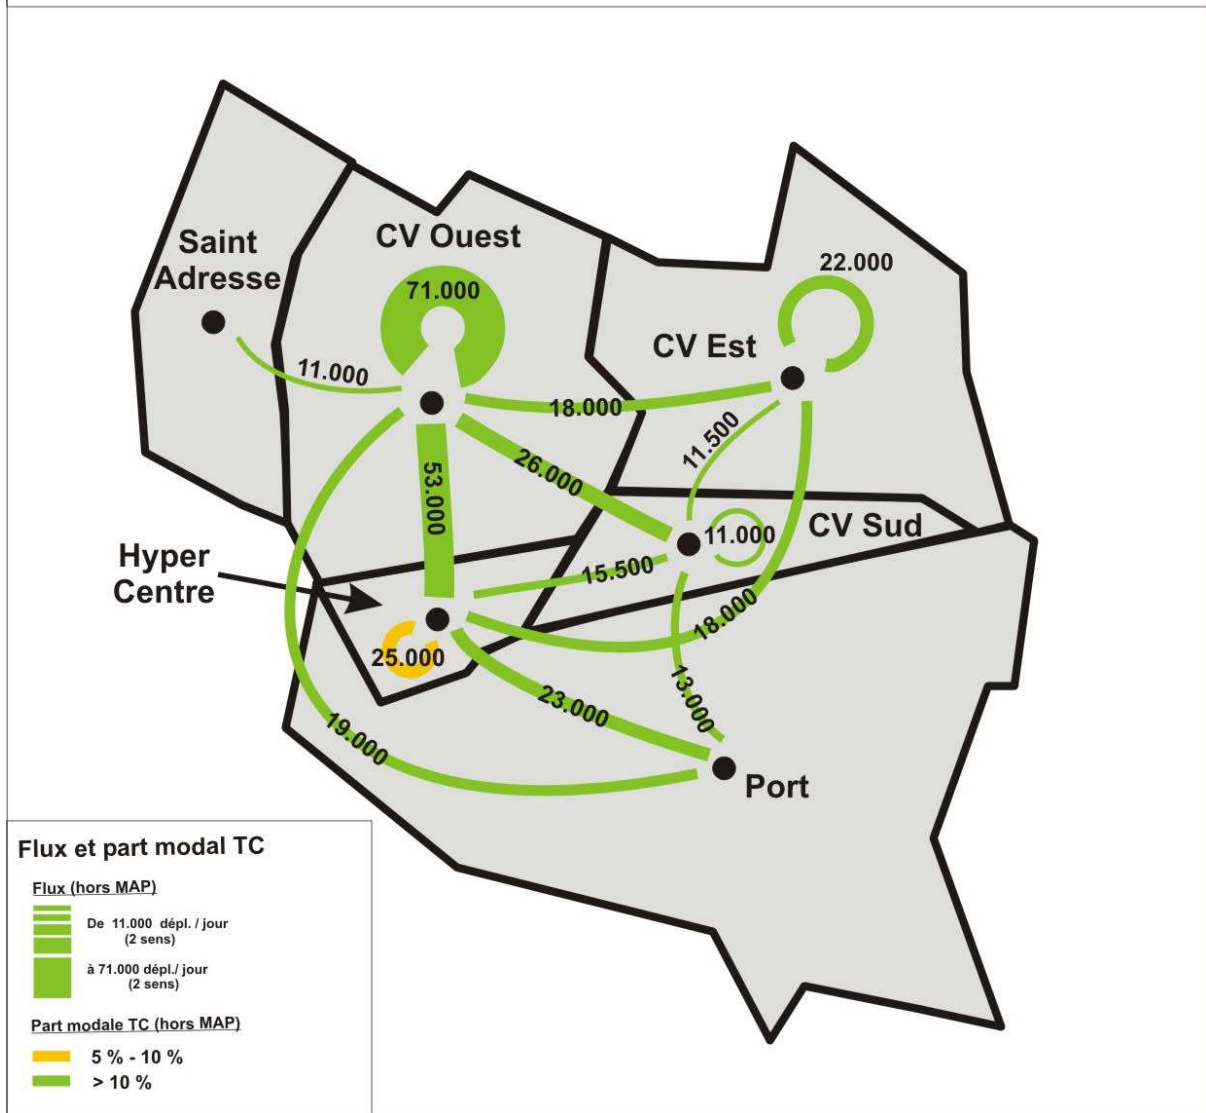 Saint
Adresse
CV Ouest
71.000
22.000
CV Est
11.000
18.000
11.500
26.000
53.000
CV Sud
11.000
Hyper
Centre
15.500
18.000
25.000
13.000
23.000
19.000
Port
Flux et part modal TC
Flux (hors MAP)
De 11.000 dépl. / jour
(2 sens)
à 71.000 dépl./ jour
(2 sens)
Part modale TC (hors MAP)
5 % - 10 %
> 10 %